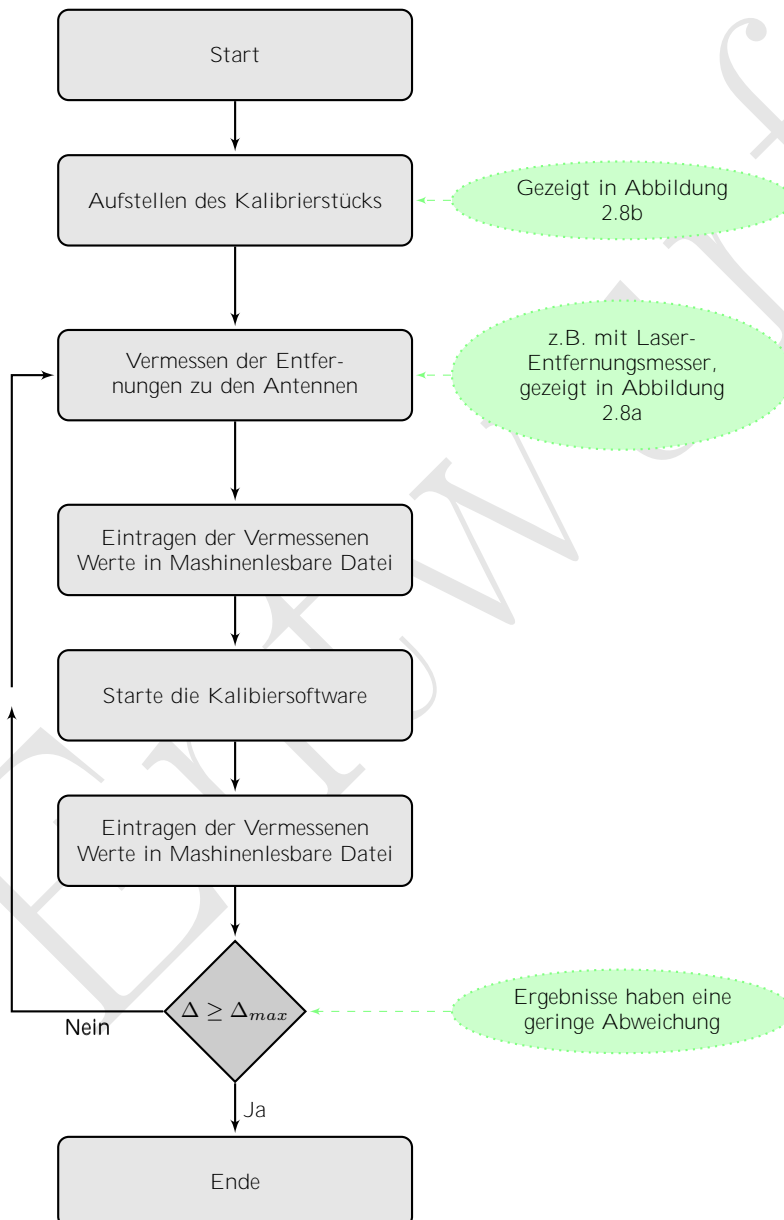 Start
Aufstellen des Kalibrierstücks
Gezeigt in Abbildung
2.8b
Vermessen der Entfer-
nungen zu den Antennen
z.B. mit Laser-
Entfernungsmesser,
gezeigt in Abbildung
2.8a
Eintragen der Vermessenen
Werte in Mashinenlesbare Datei
Starte die Kalibiersoftware
Eintragen der Vermessenen
Werte in Mashinenlesbare Datei
Δ ≥ Δmax
Ergebnisse haben eine
geringe Abweichung
Nein
Ja
Ende
Entwurf